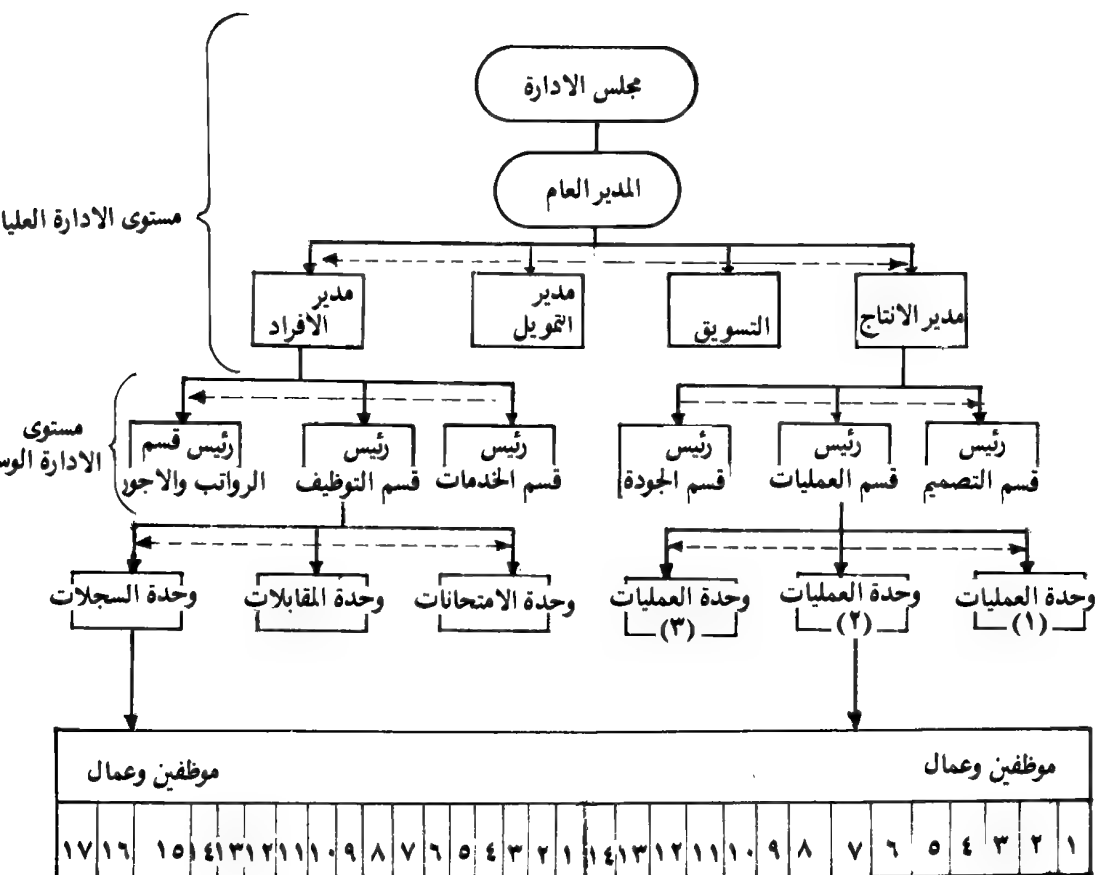 مجلس الادارة
المدير العام
مستوى الادارة العليا
مدير الانتاج
التسويق
مدير
التمويل
مدير
الافراد
مستوى
الادارة
رئيس
قسم التصميم
رئيس
قسم العمليات
رئيس
قسم الجودة
رئيس
قسم الخدمات
رئيس
قسم التوظيف
رئيس قسم
الرواتب والاجور
وحدة العمليات
(١)
وحدة العمليات
(٢)
وحدة العمليات
(٣)
وحدة الامتحانات
وحدة المقابلات
وحدة السجلات
موظفين وعمال
موظفين وعمال
١ ٢ ٣ ٤ ٥ ٦ ٧ ٨ ٩ ١٠ ١١ ١٢ ١٣ ١٤ ١ ٢ ٣ ٤ ٥ ٦ ٧ ٨ ٩ ١٠ ١١ ١٢ ١٣ ١٤ ١٥ ١٦ ١٧